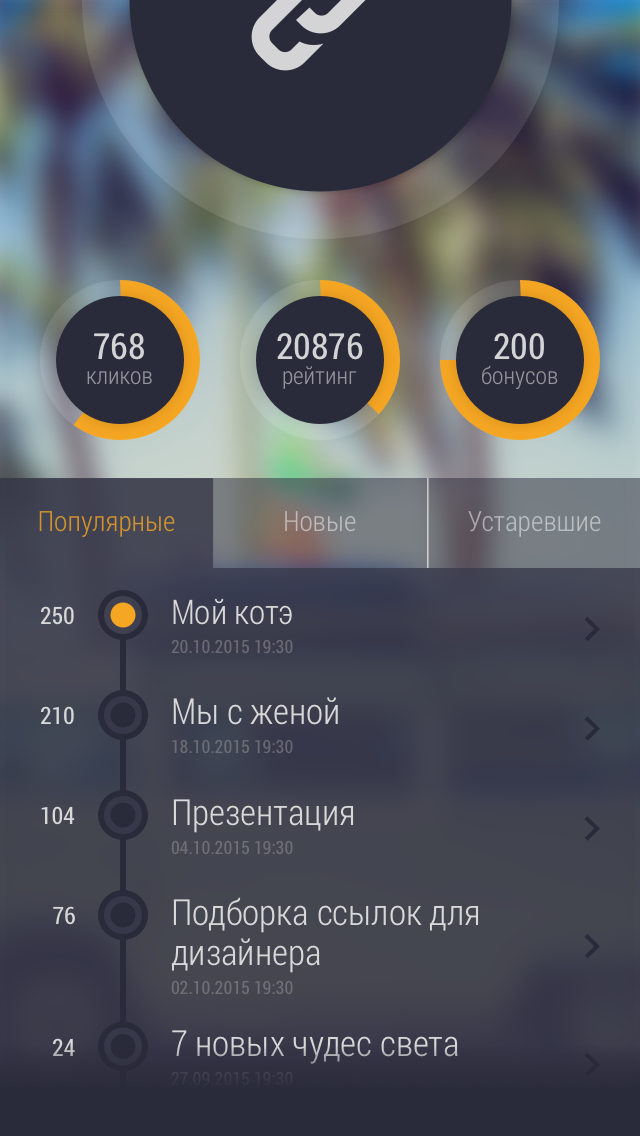 768
кликов
20876
рейтинг
200
бонусов
Популярные
Новые
Устаревшие
250
Мой котэ
20.10.2015 19:30
210
Мы с женой
18.10.2015 19:30
104
Презентация
04.10.2015 19:30
76
Подборка ссылок для
дизайнера
02.10.2015 19:30
24
7 новых чудес света
27.09.2015 19:30